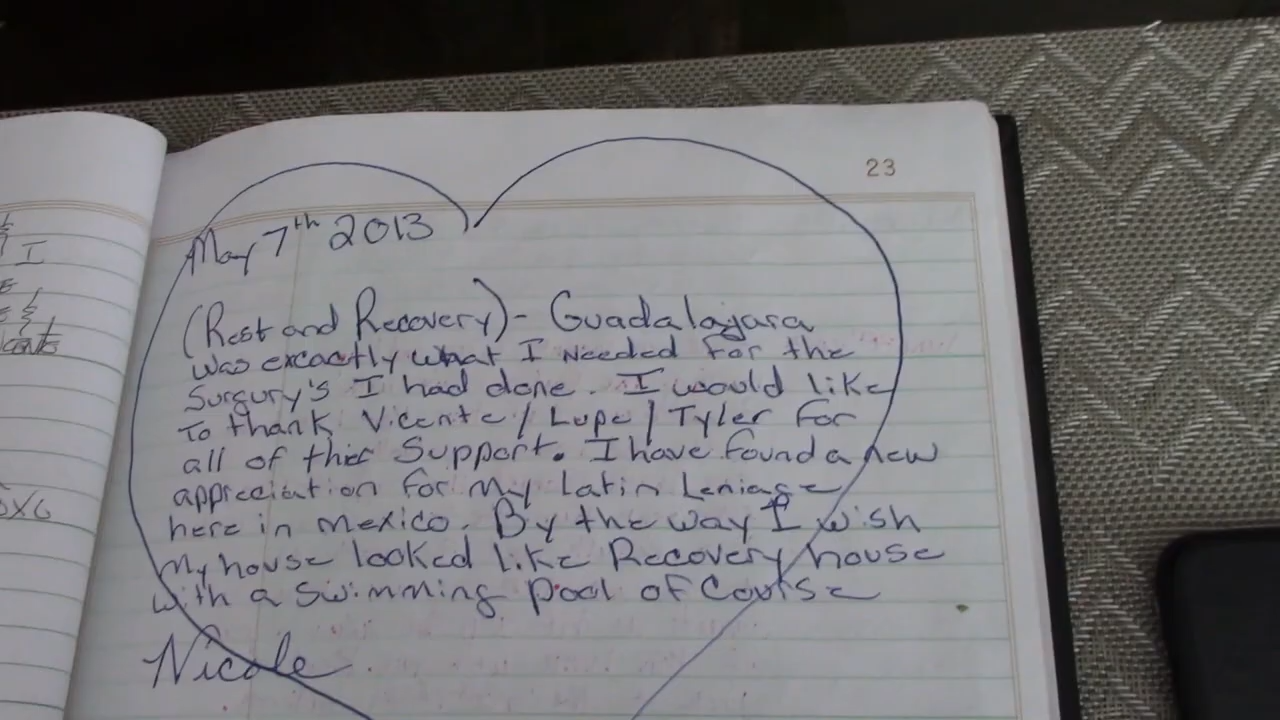 23
May 7th 2013
(Rest and Recovery) - Guadalajara
was excactly what I Needed for the
Surgury's I had done. I would like
To thank Vicente / Lupe / Tyler for
all of their Support. I have found a new
appreciation for my Latin Leniage
here in mexico. By the way I wish
My house looked like Recovery house
with a Swimming pool of Course
Nicole
I